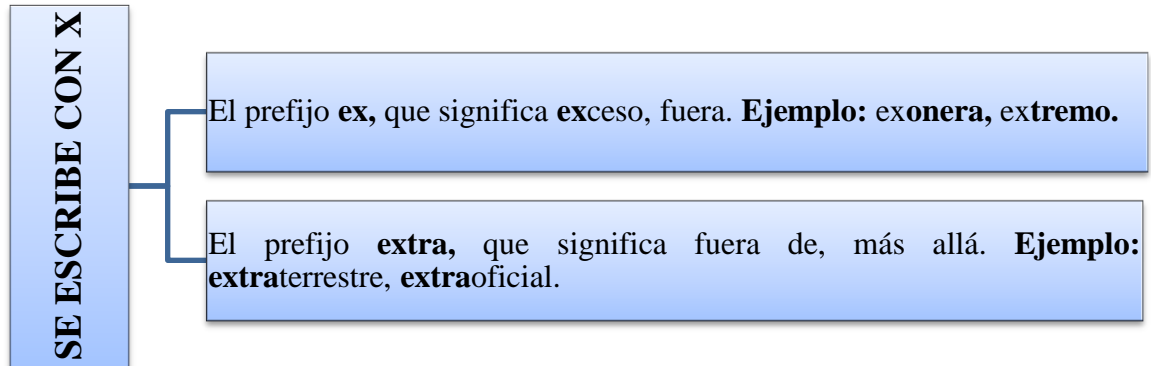 SE ESCRIBE CON X
El prefijo ex, que significa exceso, fuera. Ejemplo: exonera, extremo.
El prefijo extra, que significa fuera de, más allá. Ejemplo:
extraterrestre, extraoficial.